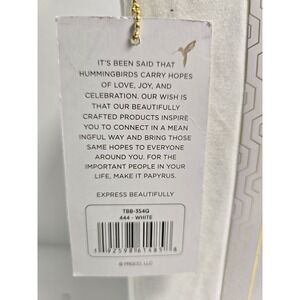 IT'S BEEN SAID THAT
HUMMINGBIRDS CARRY HOPES
OF LOVE, JOY, AND
CELEBRATION. OUR WISH IS
THAT OUR BEAUTIFULLY
CRAFTED PRODUCTS INSPIRE
YOU TO CONNECT IN A MEAN
INGFUL WAY AND BRING THOSE
SAME HOPES TO EVERYONE
AROUND YOU. FOR THE
IMPORTANT PEOPLE IN YOUR
LIFE, MAKE IT PAPYRUS.
EXPRESS BEAUTIFULLY
TBB-354G
444 - WHITE